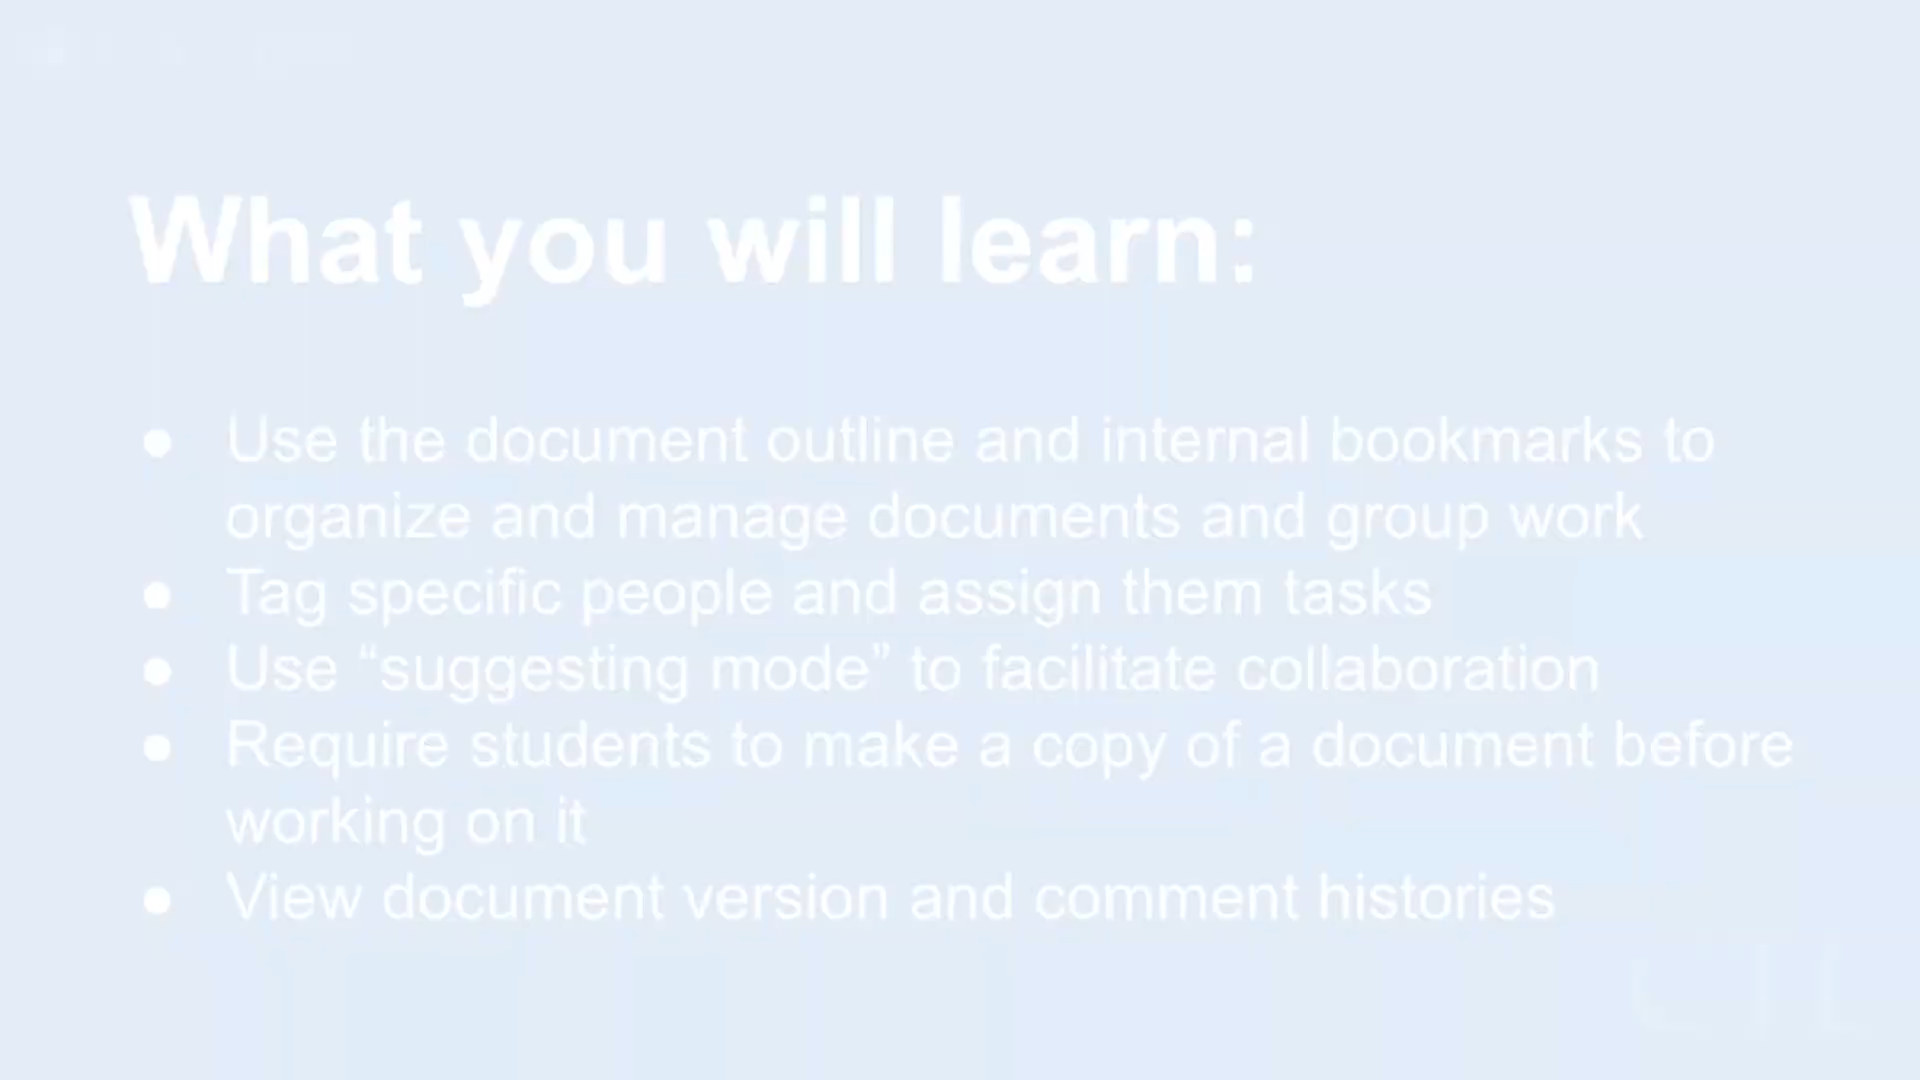 What you will learn:
● Use the document outline and internal bookmarks to
organize and manage documents and group work
● Tag specific people and assign them tasks
● Use “suggesting mode” to facilitate collaboration
● Require students to make a copy of a document before
working on it
● View document version and comment histories